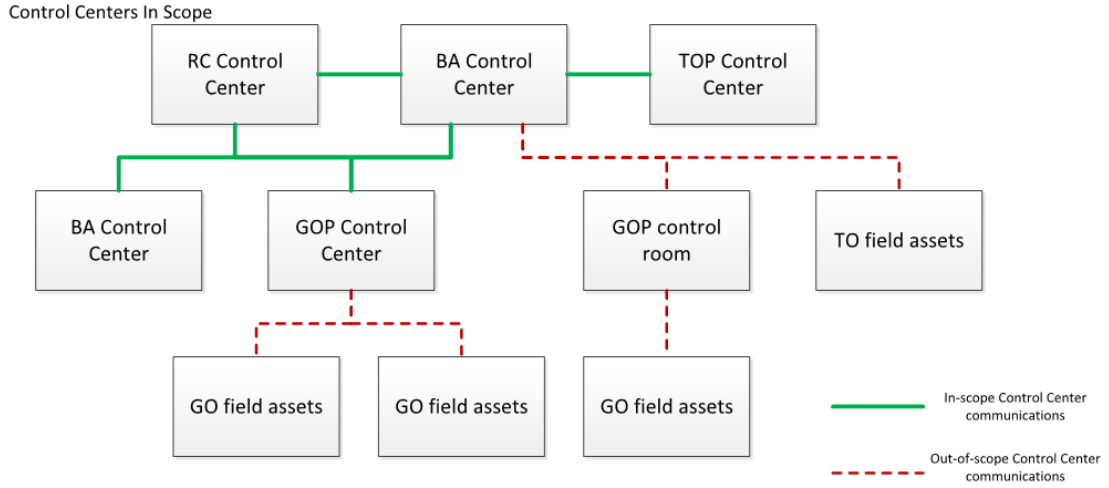 Control Centers In Scope
RC Control
Center
BA Control
Center
TOP Control
Center
BA Control
Center
GOP Control
Center
GOP control
room
TO field assets
GO field assets
GO field assets
GO field assets
In-scope Control Center
communications
Out-of-scope Control Center
communications